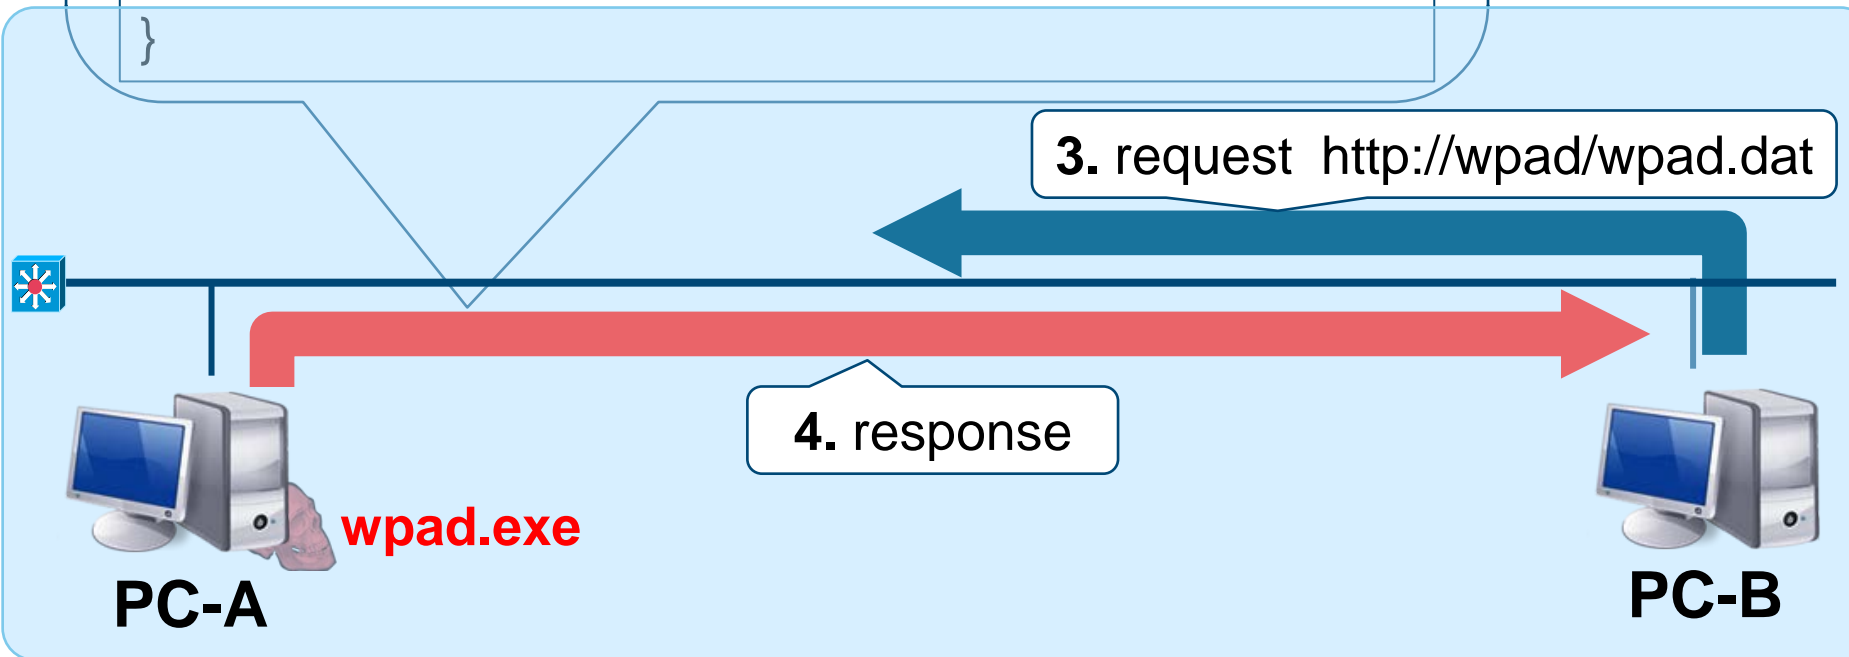 }
3. request http://wpad/wpad.dat
4. response
wpad.exe
PC-A
PC-B